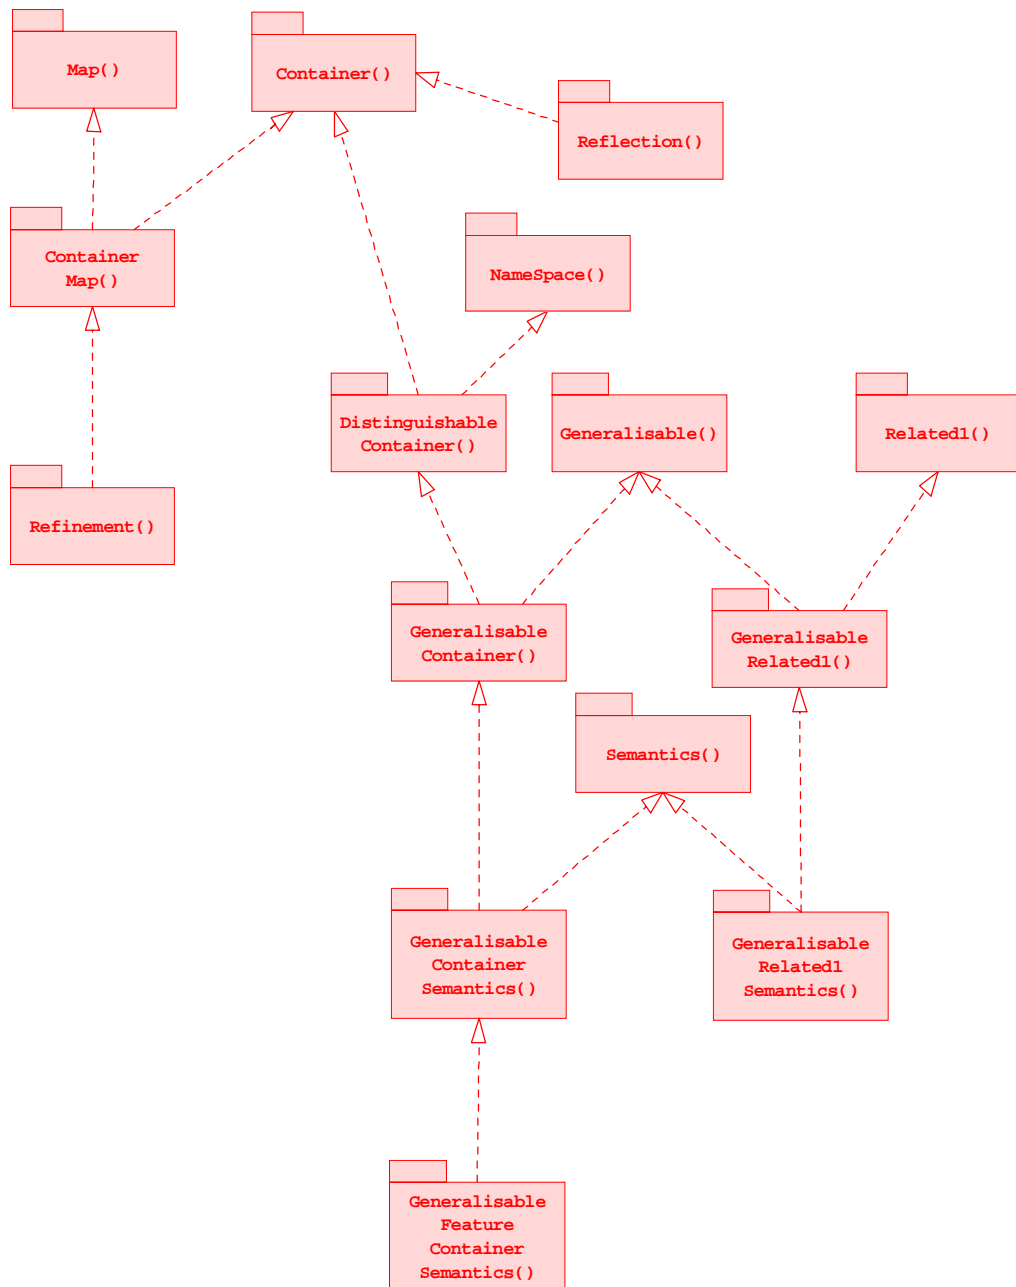 Map()
Container()
Reflection()
Container
Map()
NameSpace()
Distinguishable
Container()
Generalisable()
Related1()
Refinement()
Generalisable
Container()
Generalisable
Related1()
Semantics()
Generalisable
Container
Semantics()
Generalisable
Related1
Semantics()
Generalisable
Feature
Container
Semantics()